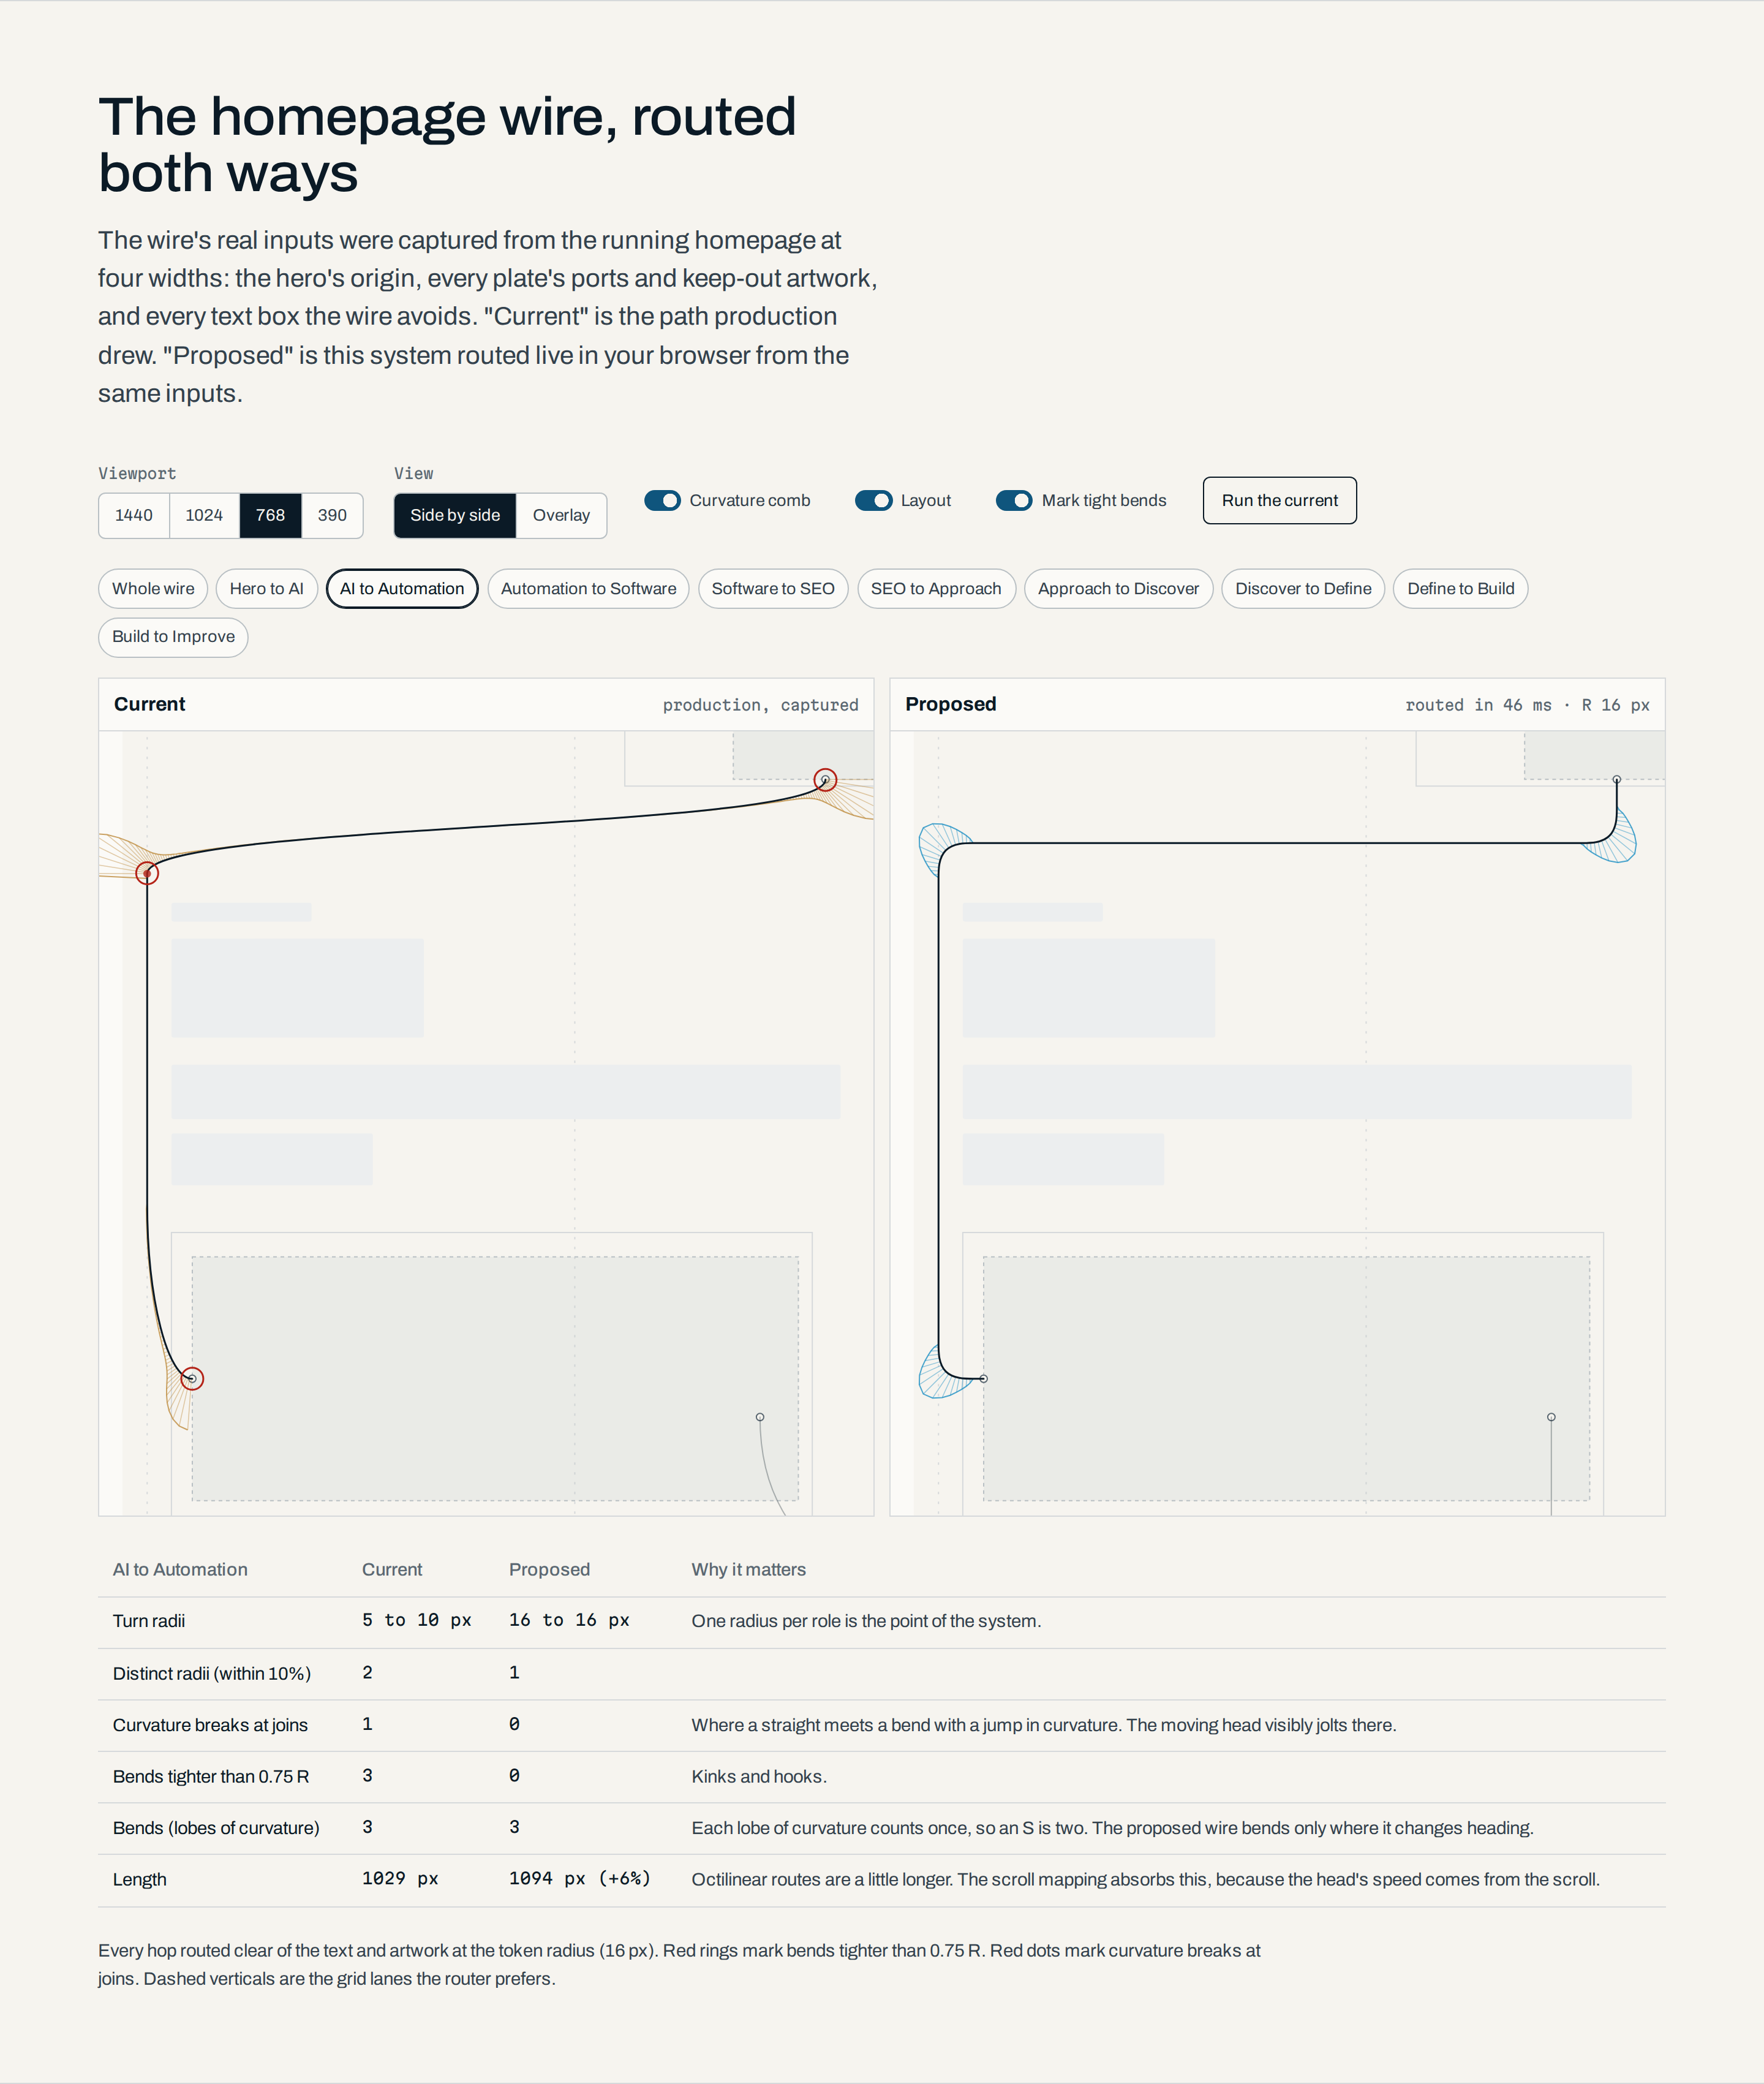 The homepage wire, routed
both ways
The wire's real inputs were captured from the running homepage at
four widths: the hero's origin, every plate's ports and keep-out artwork,
and every text box the wire avoids. "Current" is the path production
drew. "Proposed" is this system routed live in your browser from the
same inputs.
Viewport
View
1440 1024 768 390
Side by side Overlay
Curvature comb
Layout
Mark tight bends
Run the current
Whole wire Hero to AI AI to Automation Automation to Software Software to SEO SEO to Approach Approach to Discover Discover to Define Define to Build
Build to Improve
Current production, captured
Proposed routed in 46 ms · R 16 px
AI to Automation Current Proposed Why it matters
Turn radii 5 to 10 px 16 to 16 px One radius per role is the point of the system.
Distinct radii (within 10%) 2 1
Curvature breaks at joins 1 0 Where a straight meets a bend with a jump in curvature. The moving head visibly jolts there.
Bends tighter than 0.75 R 3 0 Kinks and hooks.
Bends (lobes of curvature) 3 3 Each lobe of curvature counts once, so an S is two. The proposed wire bends only where it changes heading.
Length 1029 px 1094 px (+6%) Octilinear routes are a little longer. The scroll mapping absorbs this, because the head's speed comes from the scroll.
Every hop routed clear of the text and artwork at the token radius (16 px). Red rings mark bends tighter than 0.75 R. Red dots mark curvature breaks at
joins. Dashed verticals are the grid lanes the router prefers.